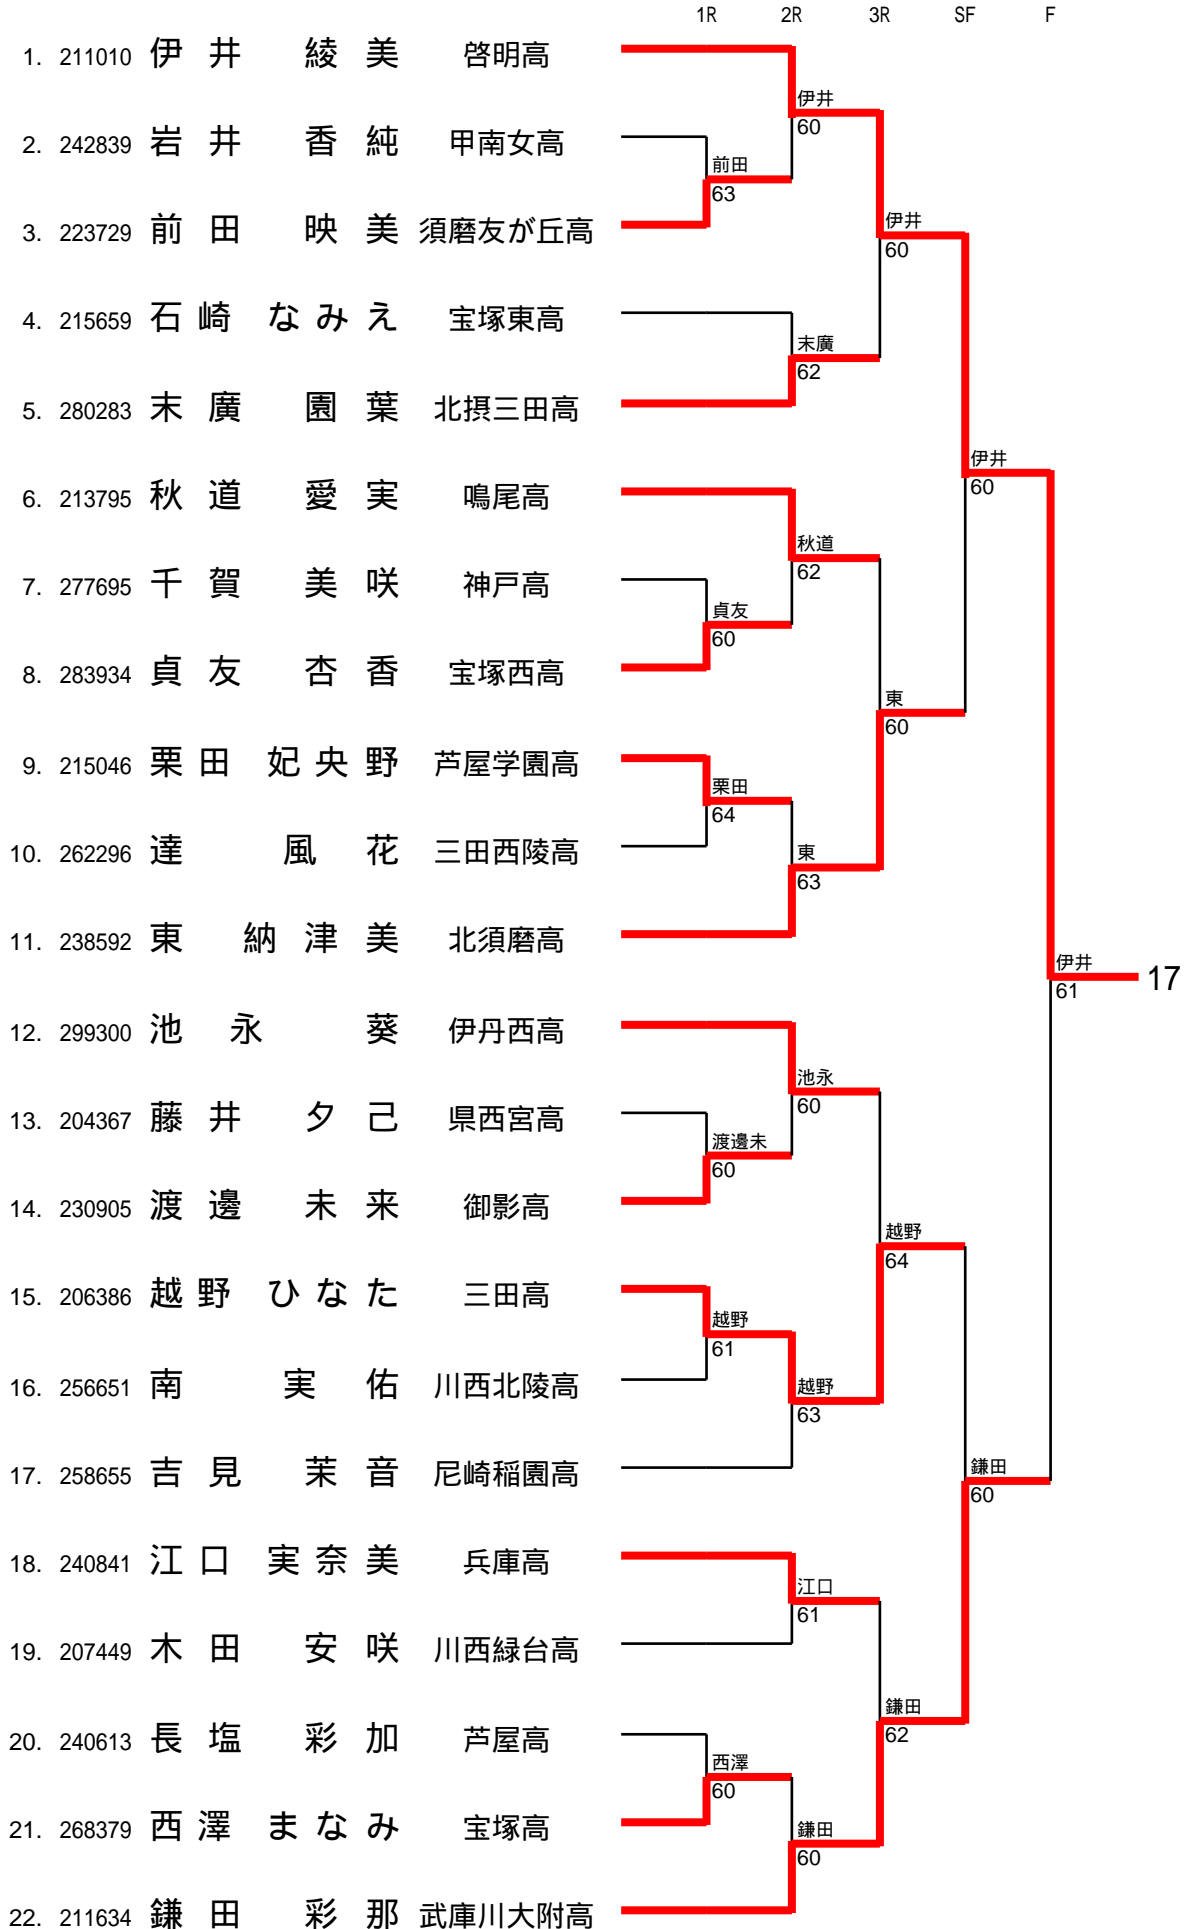 1R 2R 3R SF F
1. 211010 伊井 綾美 啓明高
伊井
60
2. 242839 岩井 香純 甲南女高
前田
63
3. 223729 前田 映美 須磨友が丘高
伊井
60
4. 215659 石崎 なみえ 宝塚東高
末廣
62
5. 280283 末廣 園葉 北摂三田高
伊井
60
6. 213795 秋道 愛実 鳴尾高
秋道
62
7. 277695 千賀 美咲 神戸高
貞友
60
8. 283934 貞友 杏香 宝塚西高
東
60
9. 215046 栗田 妃央野 芦屋学園高
栗田
64
10. 262296 達 風花 三田西陵高
東
63
11. 238592 東 納津美 北須磨高
伊井
61
17
12. 299300 池永 葵 伊丹西高
池永
60
13. 204367 藤井 夕己 県西宮高
渡邊未
60
14. 230905 渡邊 未来 御影高
越野
64
15. 206386 越野 ひなた 三田高
越野
61
16. 256651 南 実佑 川西北陵高
越野
63
17. 258655 吉見 茉音 尼崎稲園高
鎌田
60
18. 240841 江口 実奈美 兵庫高
江口
61
19. 207449 木田 安咲 川西緑台高
鎌田
62
20. 240613 長塩 彩加 芦屋高
西澤
60
21. 268379 西澤 まなみ 宝塚高
鎌田
60
22. 211634 鎌田 彩那 武庫川大附高